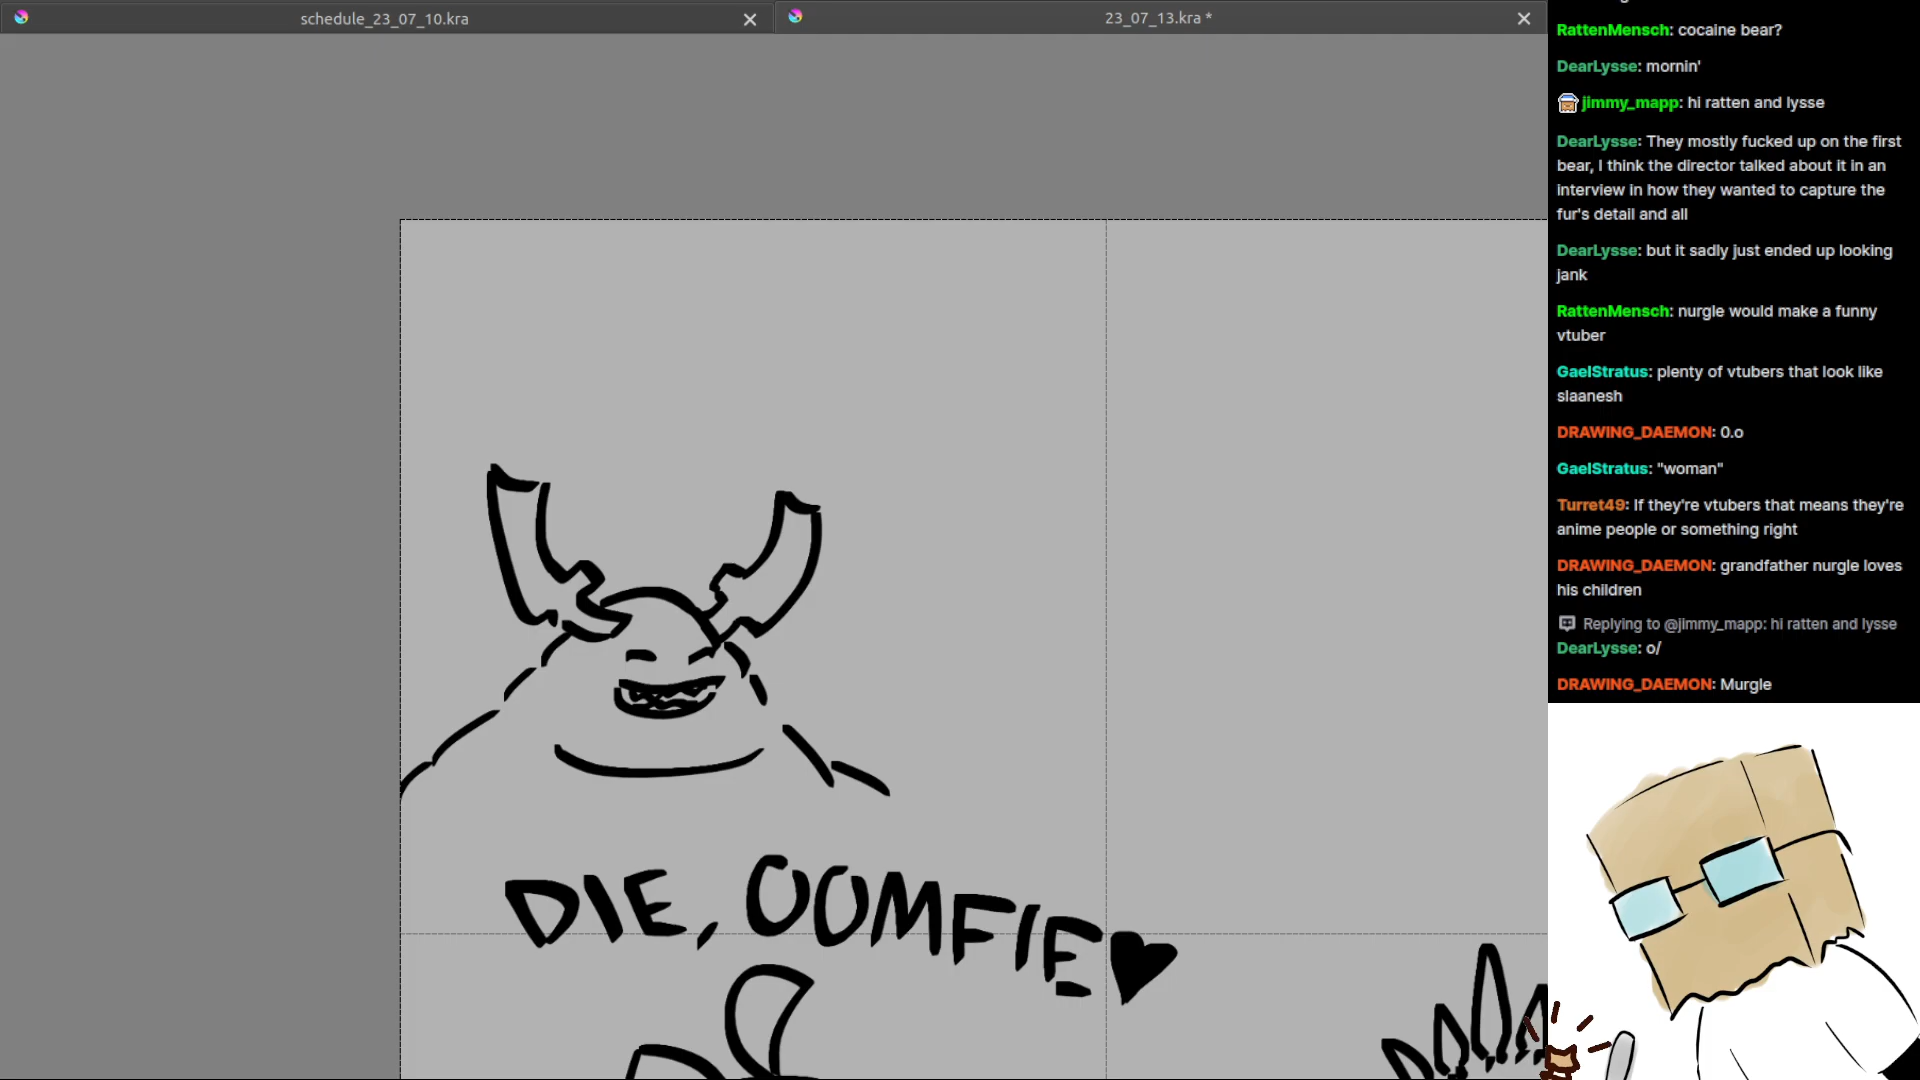 schedule_23_07_10.kra
23_07_13.kra *
RattenMensch: cocaine bear?
DearLysse: mornin'
jimmy_mapp: hi ratten and lysse
DearLysse: They mostly fucked up on the first
bear, I think the director talked about it in an
interview in how they wanted to capture the
fur's detail and all
DearLysse: but it sadly just ended up looking
jank
RattenMensch: nurgle would make a funny
vtuber
GaelStratus: plenty of vtubers that look like
slaanesh
DRAWING_DAEMON: 0.o
GaelStratus: "woman"
Turret49: If they're vtubers that means they're
anime people or something right
DRAWING_DAEMON: grandfather nurgle loves
his children
Replying to @jimmy_mapp: hi ratten and lysse
DearLysse: o/
DRAWING_DAEMON: Murgle
DIE, OOMFIE♥